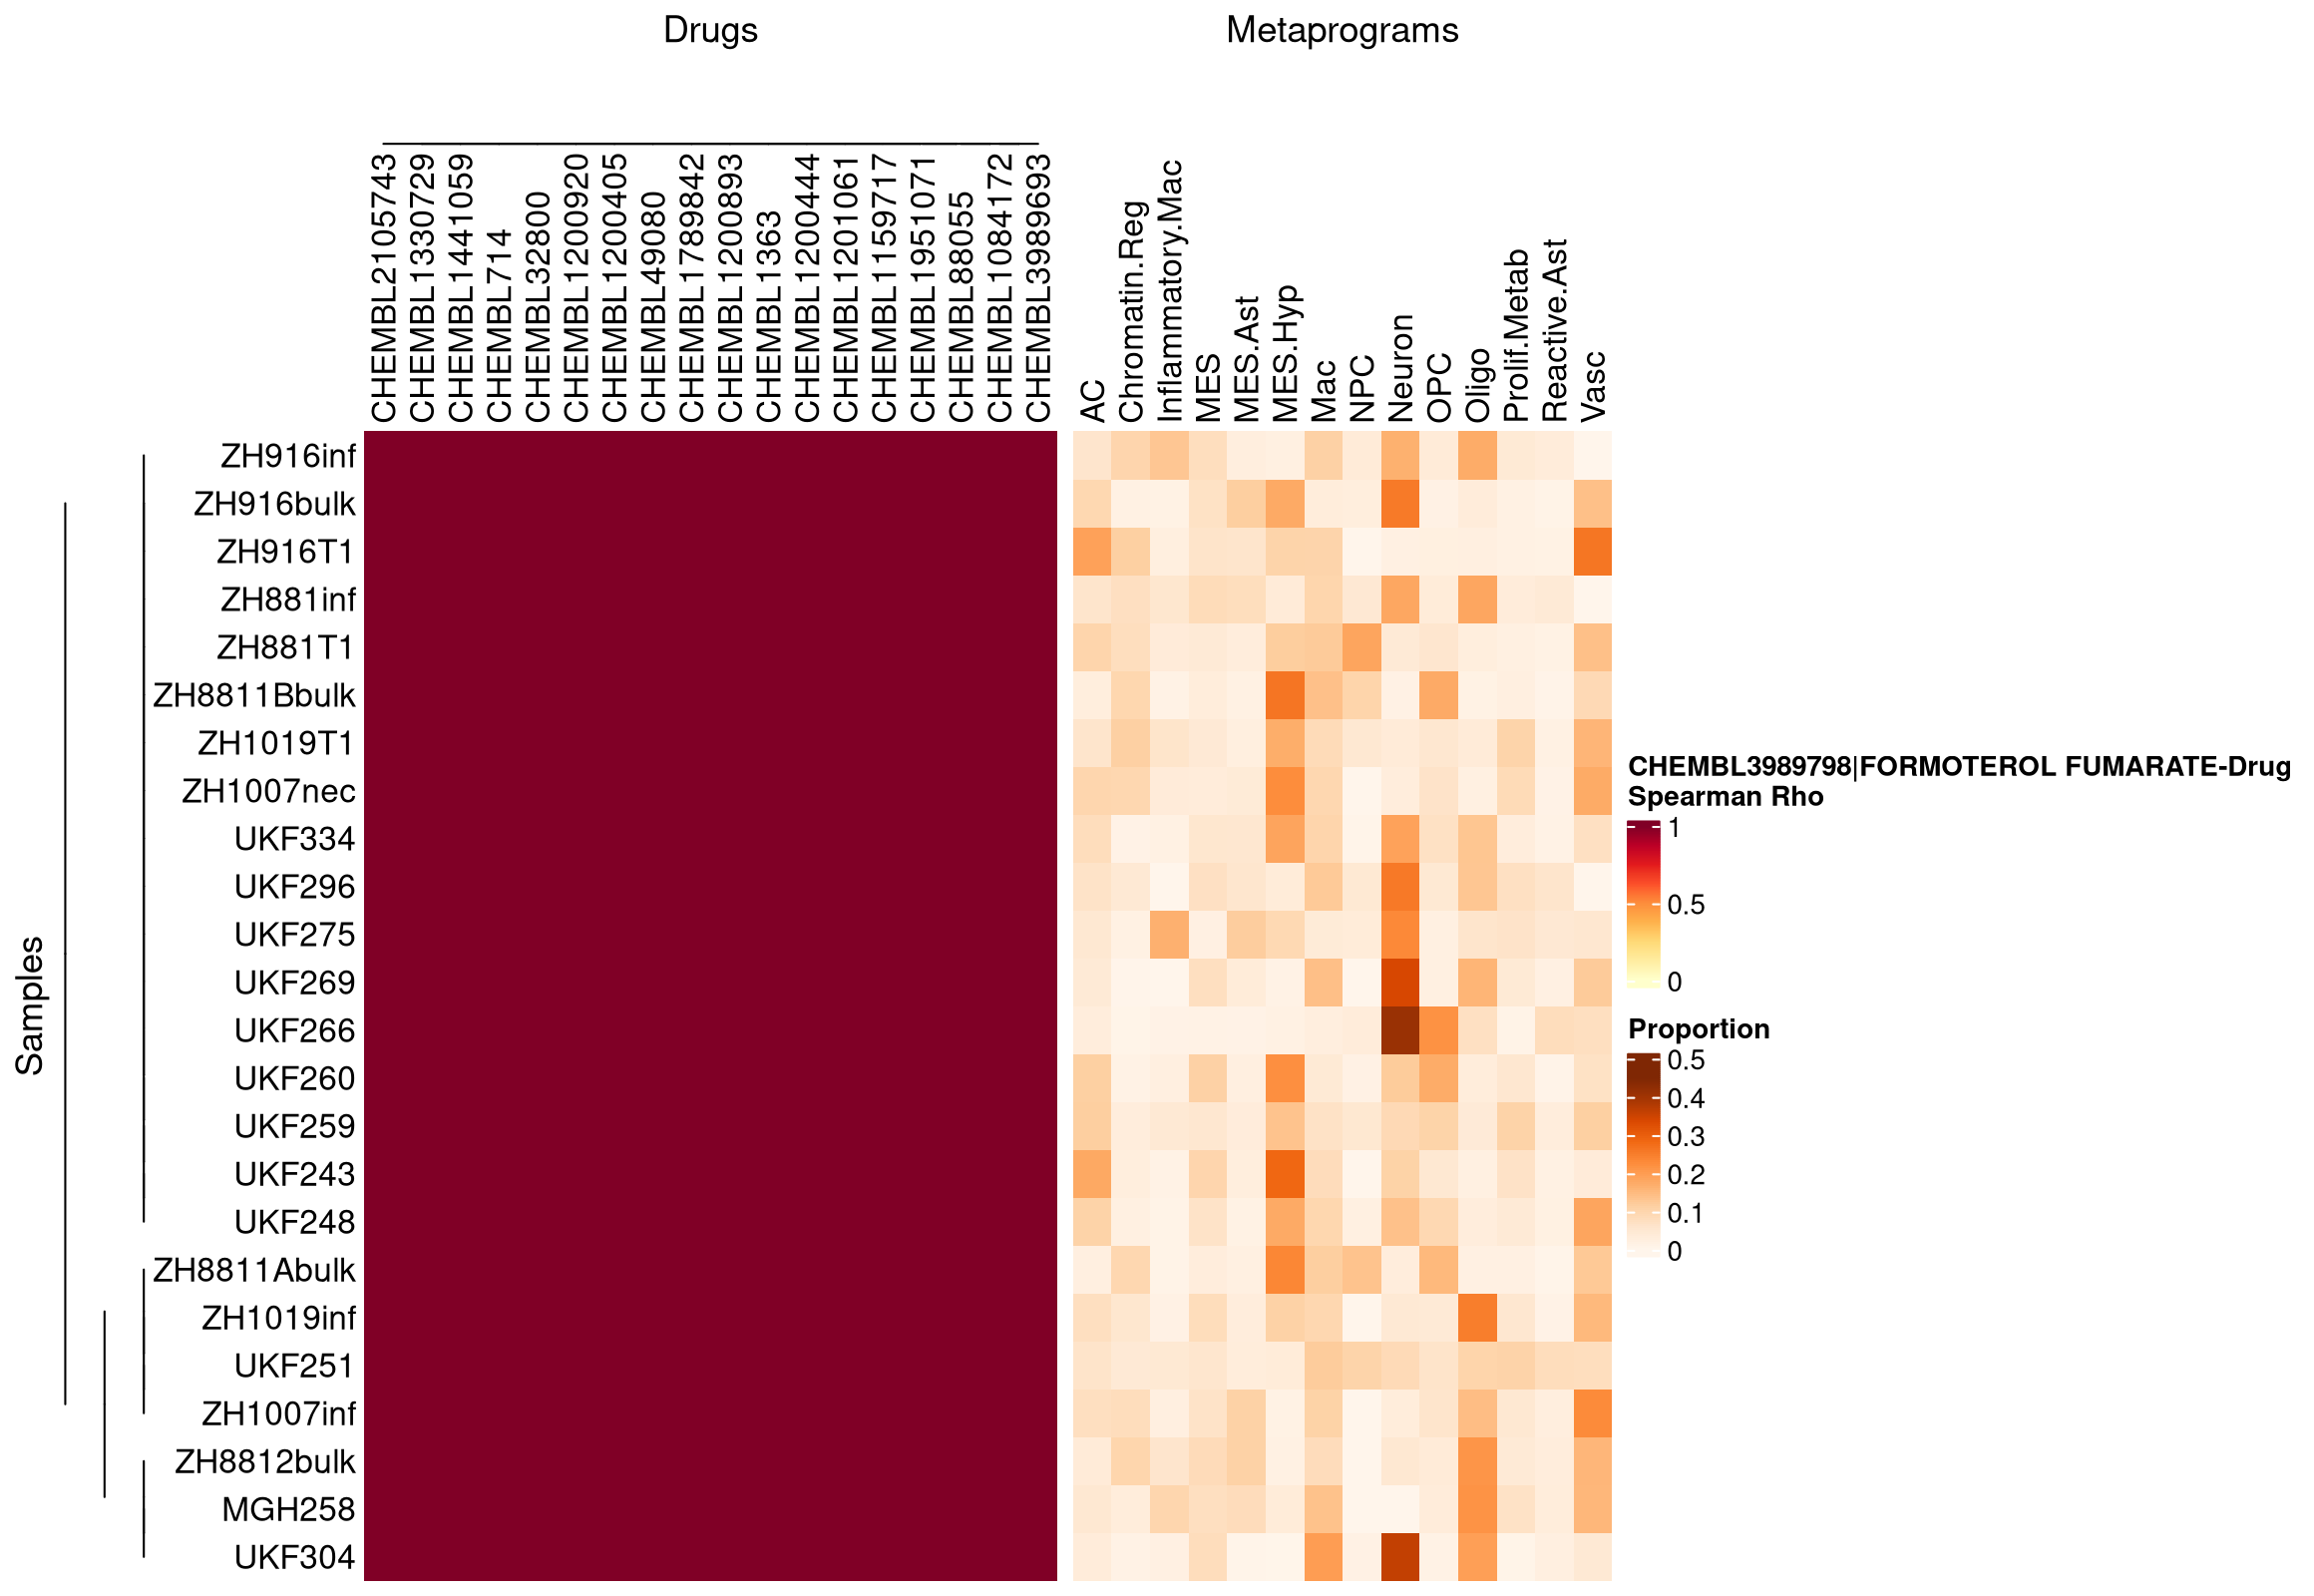 Drugs
Metaprograms
CHEMBL2105743
CHEMBL1330729
CHEMBL1441059
CHEMBL714
CHEMBL32800
CHEMBL1200920
CHEMBL1200405
CHEMBL49080
CHEMBL1789842
CHEMBL1200893
CHEMBL1363
CHEMBL1200444
CHEMBL1201061
CHEMBL1159717
CHEMBL1951071
CHEMBL88055
CHEMBL1084172
CHEMBL3989693
AC
Chromatin.Reg
Inflammatory.Mac
MES
MES.Ast
MES.Hyp
Mac
NPC
Neuron
OPC
Oligo
Prolif.Metab
Reactive.Ast
Vasc
Samples
ZH916inf
ZH916bulk
ZH916T1
ZH881inf
ZH881T1
ZH8811Bbulk
ZH1019T1
ZH1007nec
UKF334
UKF296
UKF275
UKF269
UKF266
UKF260
UKF259
UKF243
UKF248
ZH8811Abulk
ZH1019inf
UKF251
ZH1007inf
ZH8812bulk
MGH258
UKF304
CHEMBL3989798|FORMOTEROL FUMARATE-Drug
Spearman Rho
1
0.5
0
Proportion
0.5
0.4
0.3
0.2
0.1
0